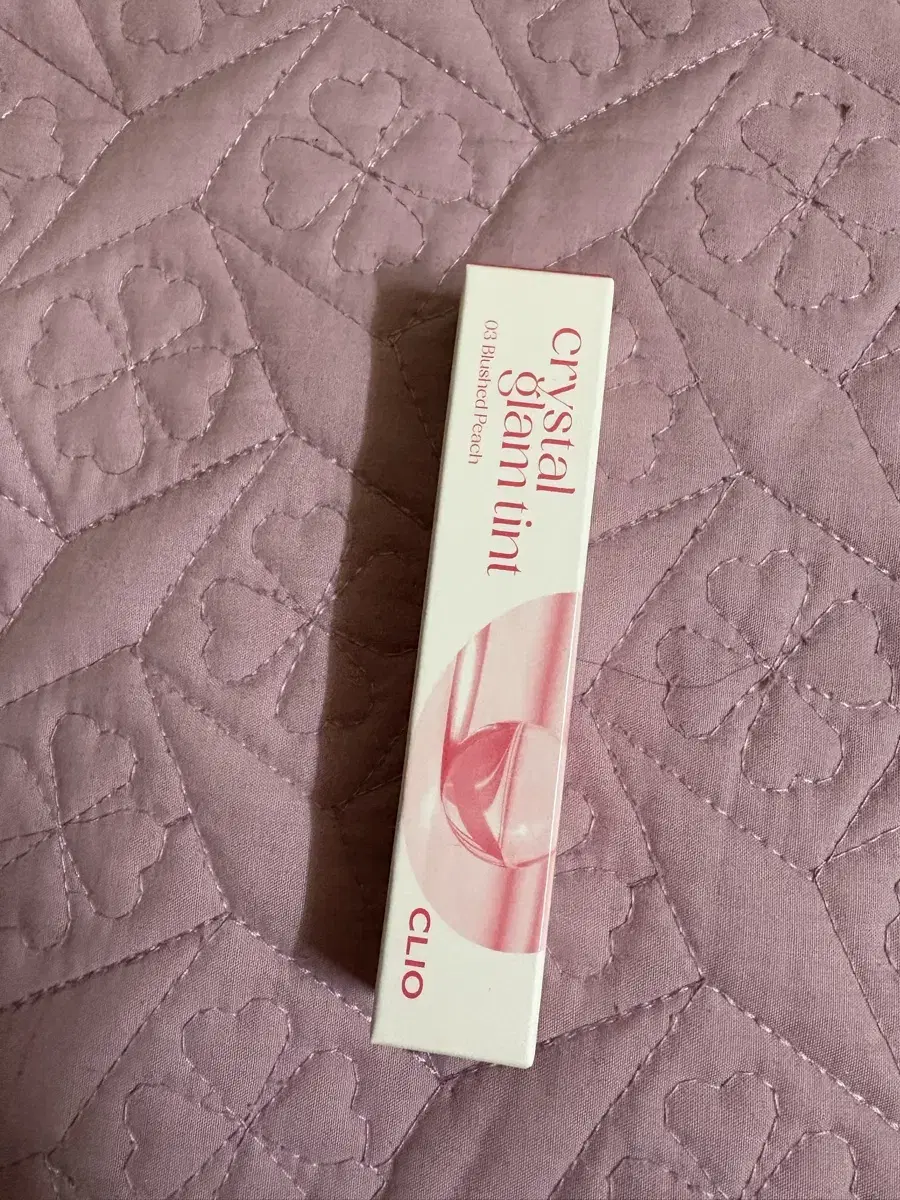 crystal
glam tint
03 Blushed Peach
CLIO